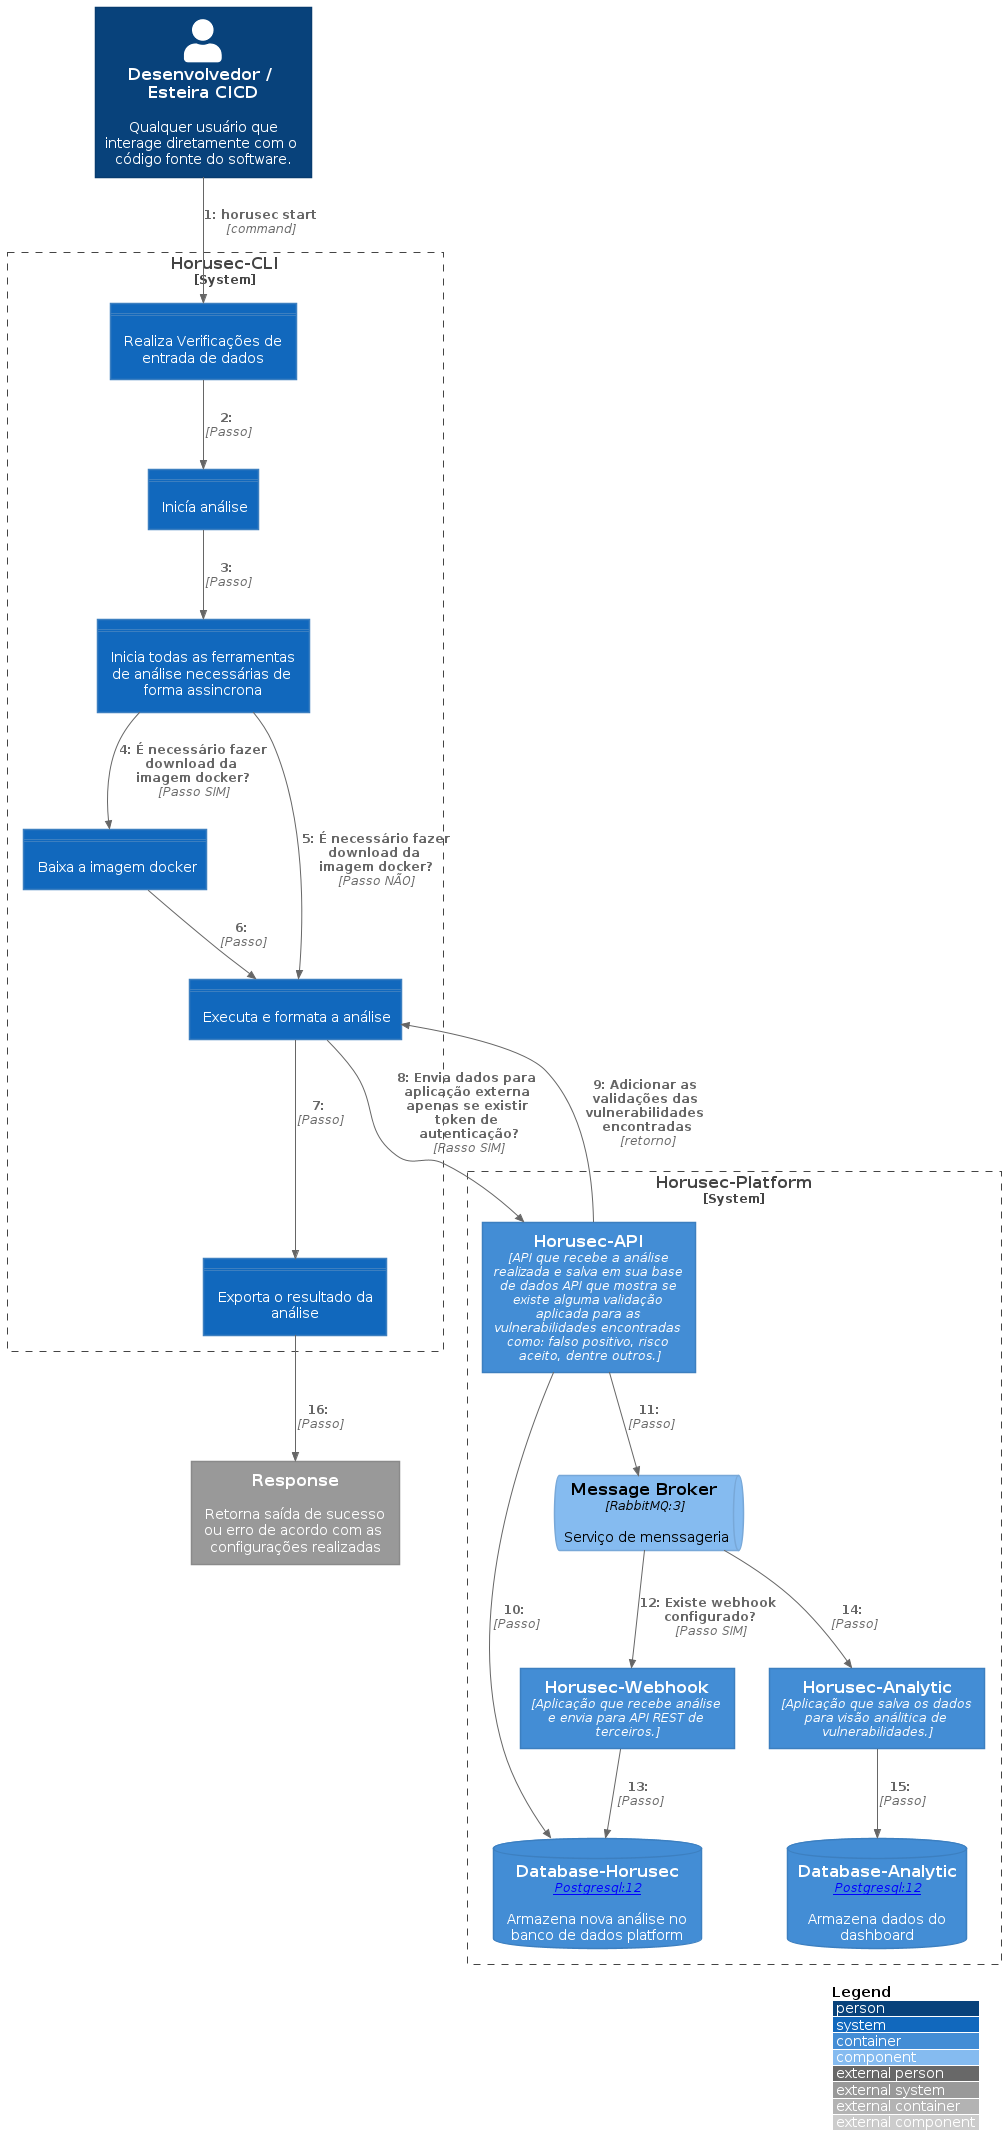 Desenvolvedor /
Esteira CICD
Qualquer usuário que
interage diretamente com o
código fonte do software.
1: horusec start
[command]
Horusec-CLI
[System]
Realiza Verificações de
entrada de dados
2:
[Passo]
Inicía análise
3:
[Passo]
Inicia todas as ferramentas
de análise necessárias de
forma assincrona
4: É necessário fazer
download da
imagem docker?
[Passo SIM]
5: É necessário fazer
download da
imagem docker?
[Passo NÃO]
Baixa a imagem docker
6:
[Passo]
Executa e formata a análise
7:
[Passo]
8: Envia dados para
aplicação externa
apenas se existir
token de
autenticação?
[Passo SIM]
9: Adicionar as
validações das
vulnerabilidades
encontradas
[retorno]
Horusec-Platform
[System]
Horusec-API
[API que recebe a análise
realizada e salva em sua base
de dados API que mostra se
existe alguma validação
aplicada para as
vulnerabilidades encontradas
como: falso positivo, risco
aceito, dentre outros.]
Exporta o resultado da
análise
16:
[Passo]
11:
[Passo]
Response
Retorna saída de sucesso
ou erro de acordo com as
configurações realizadas
Message Broker
[RabbitMQ:3]
Serviço de menssageria
10:
[Passo]
12: Existe webhook
configurado?
[Passo SIM]
14:
[Passo]
Horusec-Webhook
[Aplicação que recebe análise
e envia para API REST de
terceiros.]
Horusec-Analytic
[Aplicação que salva os dados
para visão análitica de
vulnerabilidades.]
13:
[Passo]
15:
[Passo]
Database-Horusec
Postgresql:12
Armazena nova análise no
banco de dados platform
Database-Analytic
Postgresql:12
Armazena dados do
dashboard
Legend
person
system
container
component
external person
external system
external container
external component